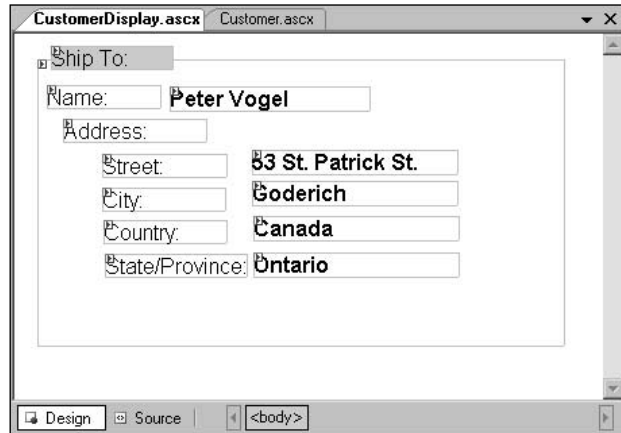 CustomerDisplay.ascx Customer.ascx
Ship To:
Name: Peter Vogel
Address:
Street: 53 St. Patrick St.
City: Goderich
Country: Canada
State/Province: Ontario
Design Source <body>